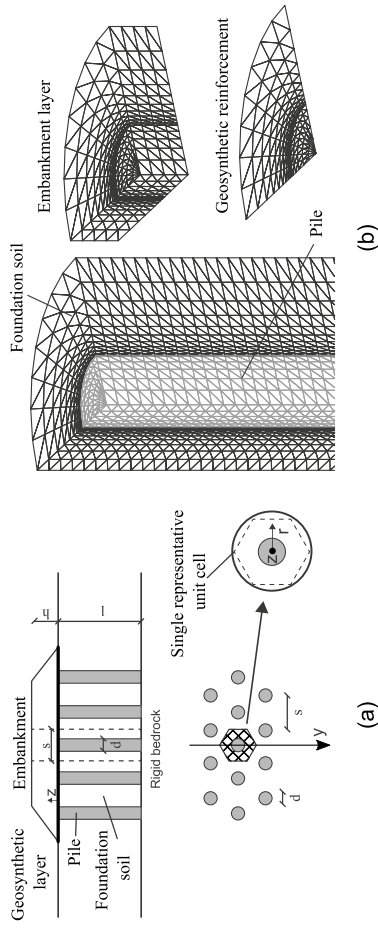 Geosynthetic
layer
Embankment
h
z
s
d
l
Pile
Foundation
soil
Rigid bedrock
Single representative
unit cell
z
r
s
d
y
(a)
Foundation soil
Embankment layer
Geosynthetic reinforcement
Pile
(b)